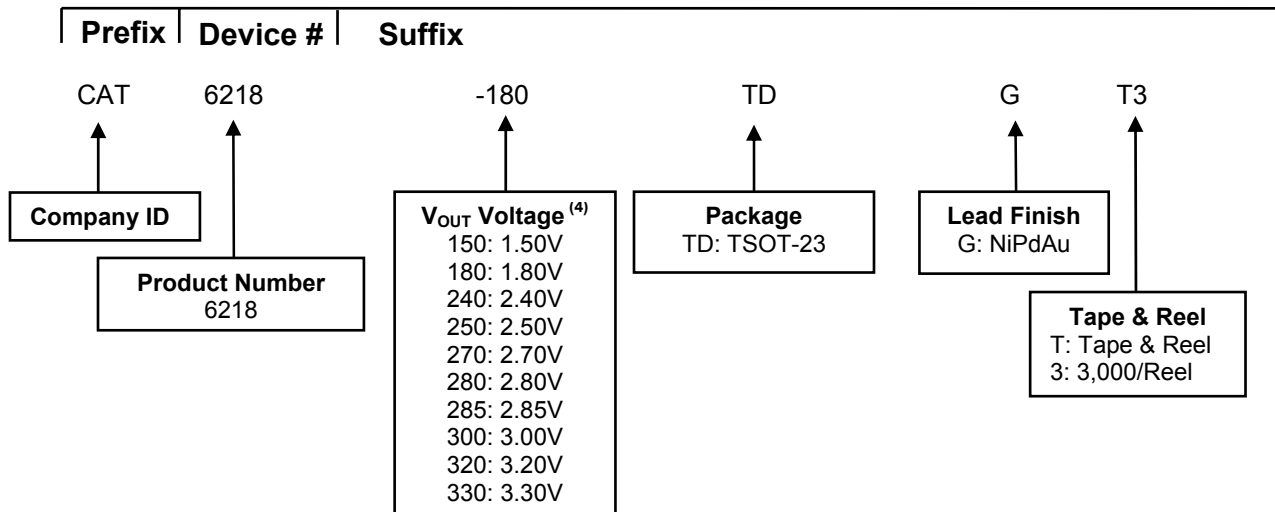 Prefix Device # Suffix
CAT 6218 -180 TD G T3
Company ID
Product Number
6218
VOUT Voltage (4)
150: 1.50V
180: 1.80V
240: 2.40V
250: 2.50V
270: 2.70V
280: 2.80V
285: 2.85V
300: 3.00V
320: 3.20V
330: 3.30V
Package
TD: TSOT-23
Lead Finish
G: NiPdAu
Tape & Reel
T: Tape & Reel
3: 3,000/Reel